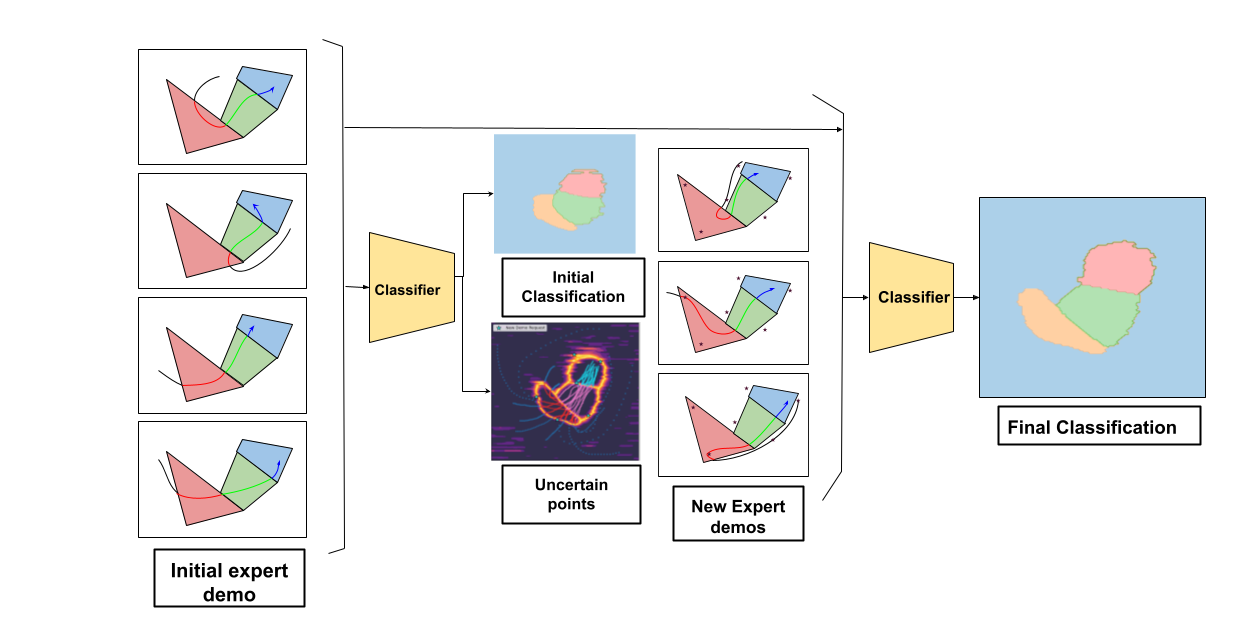 Classifier
Initial
Classification
New Demo Request
Uncertain
points
New Expert
demos
Initial expert
demo
Classifier
Final Classification